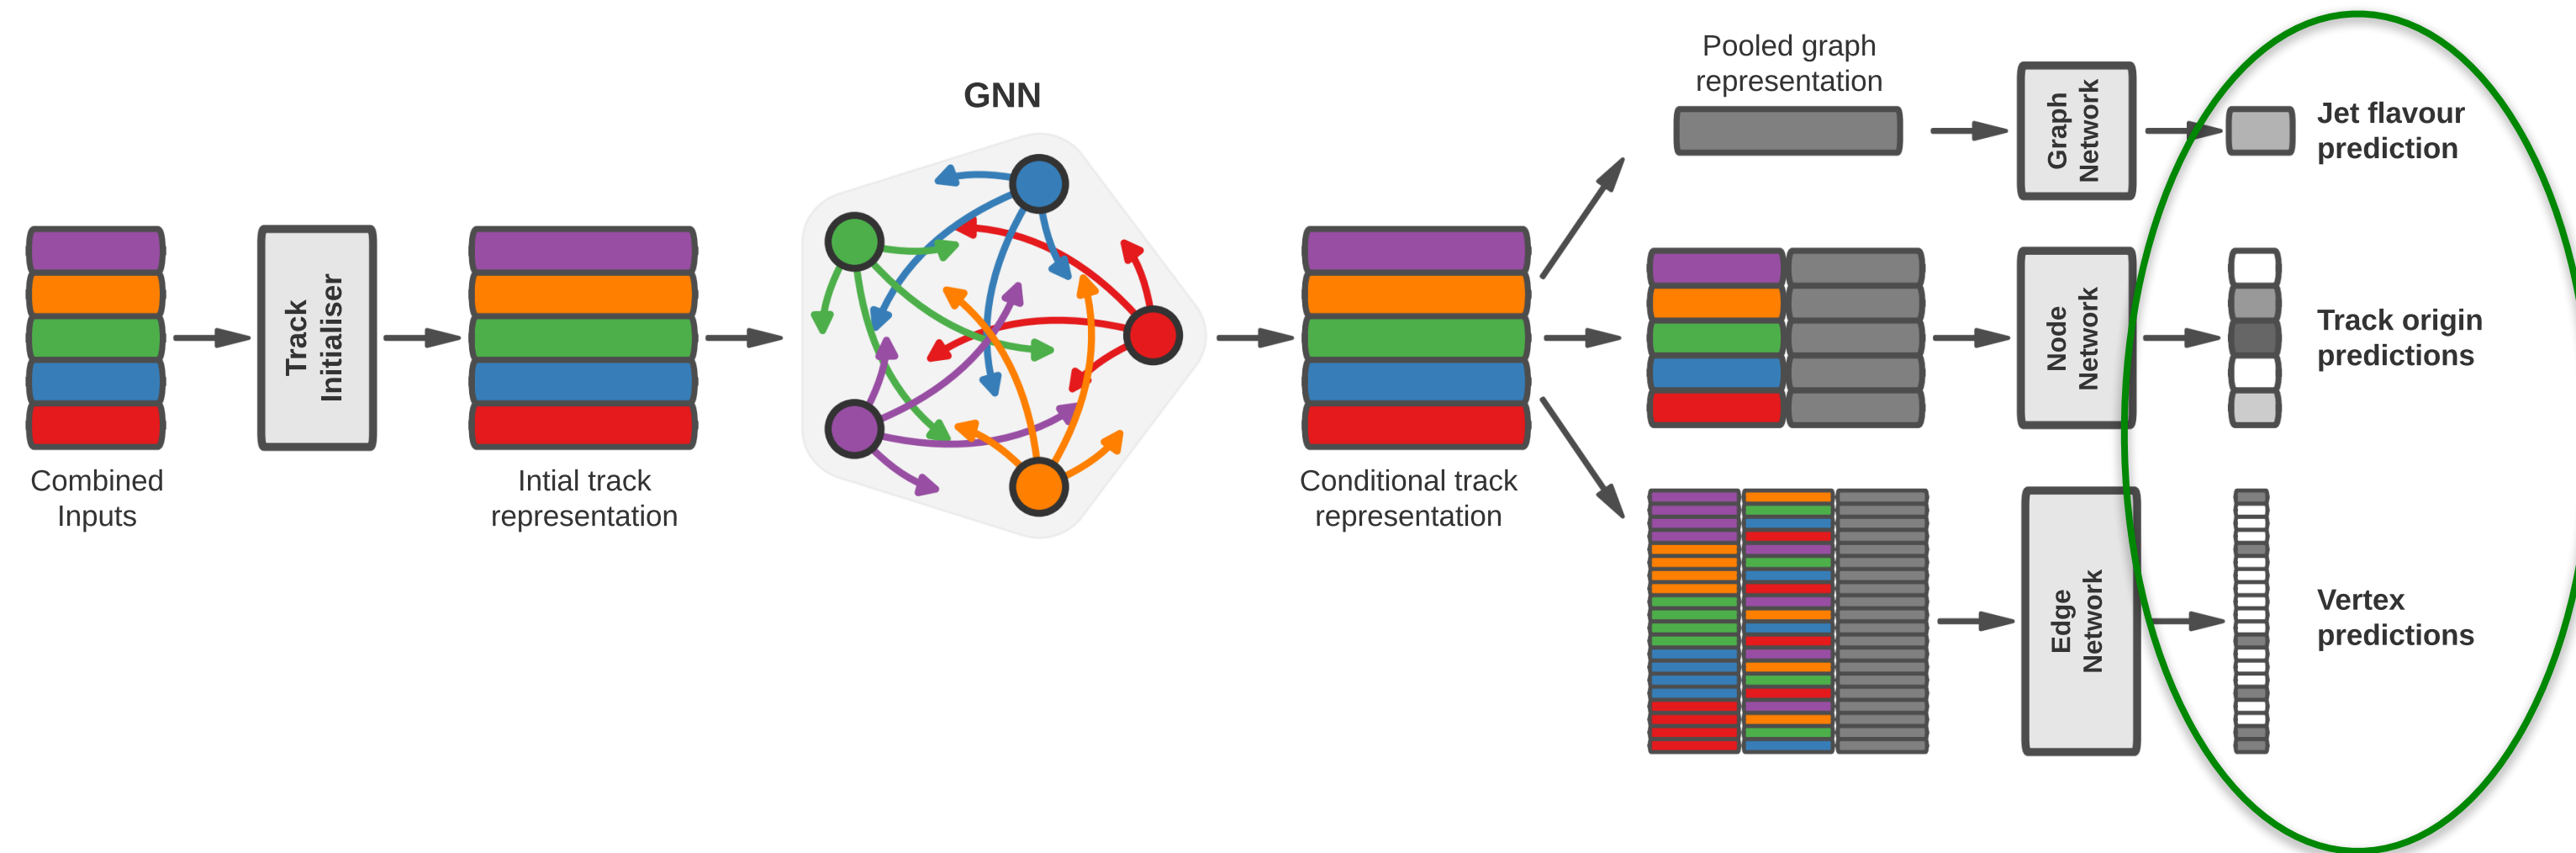 Combined
Inputs
Track
Initialiser
Intial track
representation
GNN
Conditional track
representation
Pooled graph
representation
Graph
Network
Jet flavour
prediction
Node
Network
Track origin
predictions
Edge
Network
Vertex
predictions